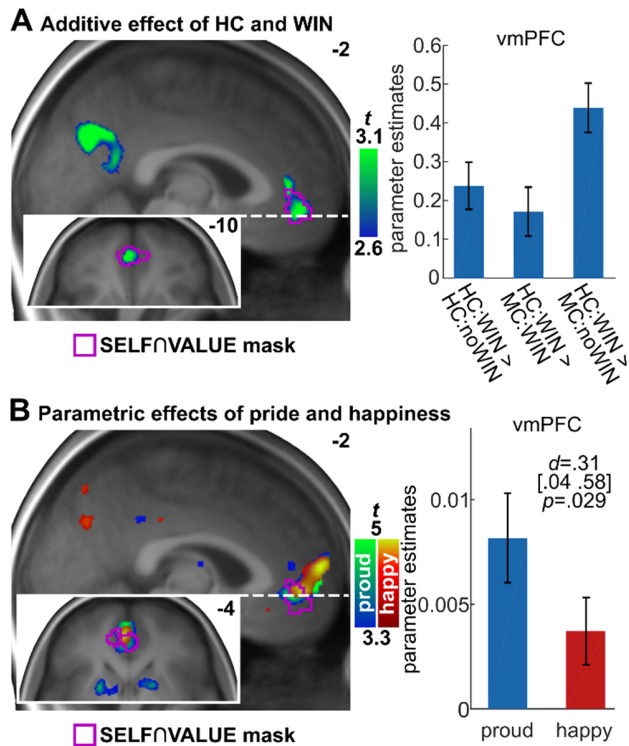 A Additive effect of HC and WIN
-2
t
3.1
2.6
-10
SELF∩VALUE mask
vmPFC
parameter estimates
0.6
0.5
0.4
0.3
0.2
0.1
0
HC:WIN >
HC:noWIN
HC:WIN >
MC:WIN
HC:WIN >
MC:noWIN
B Parametric effects of pride and happiness
-2
t
5
proud
happy
3.3
-4
SELF∩VALUE mask
vmPFC
d=.31
[.04 .58]
p=.029
parameter estimates
0.01
0.005
0
proud
happy